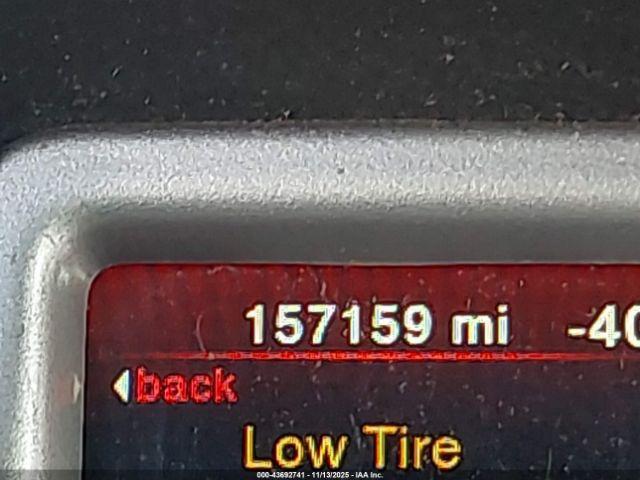 157159 mi -40
back
Low Tire
000-43692741 - 11/13/2025 - IAA Inc.